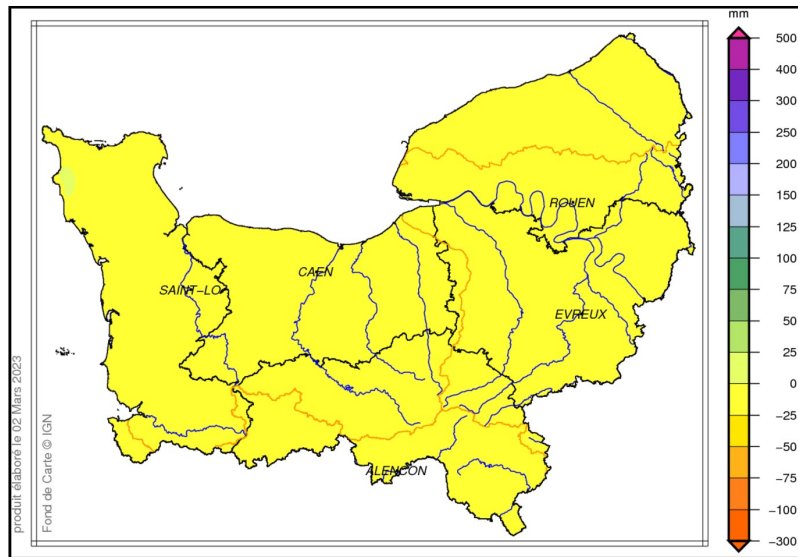 mm
500
400
300
250
200
150
125
100
75
50
25
0
−25
−50
−75
−100
−300
ROUEN
CAEN
SAINT−LO
EVREUX
ALENCON
produit élaboré le 02 Mars 2023
Fond de Carte © IGN